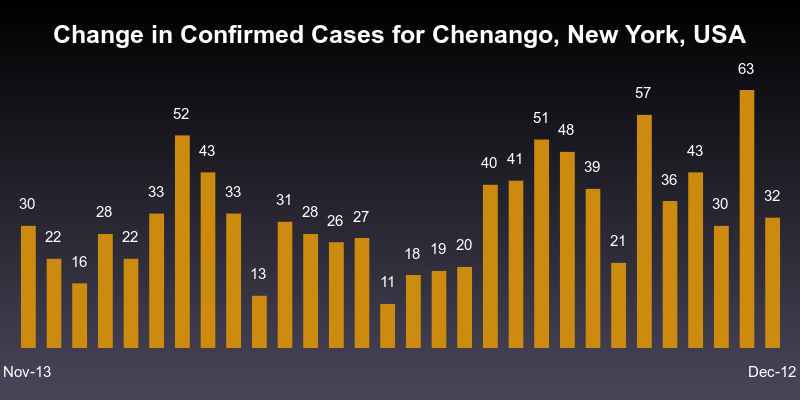 Change in Confirmed Cases for Chenango, New York, USA
30 22 16 28 22 33 52 43 33 13 31 28 26 27 11 18 19 20 40 41 51 48 39 21 57 36 43 30 63 32
Nov-13 Dec-12